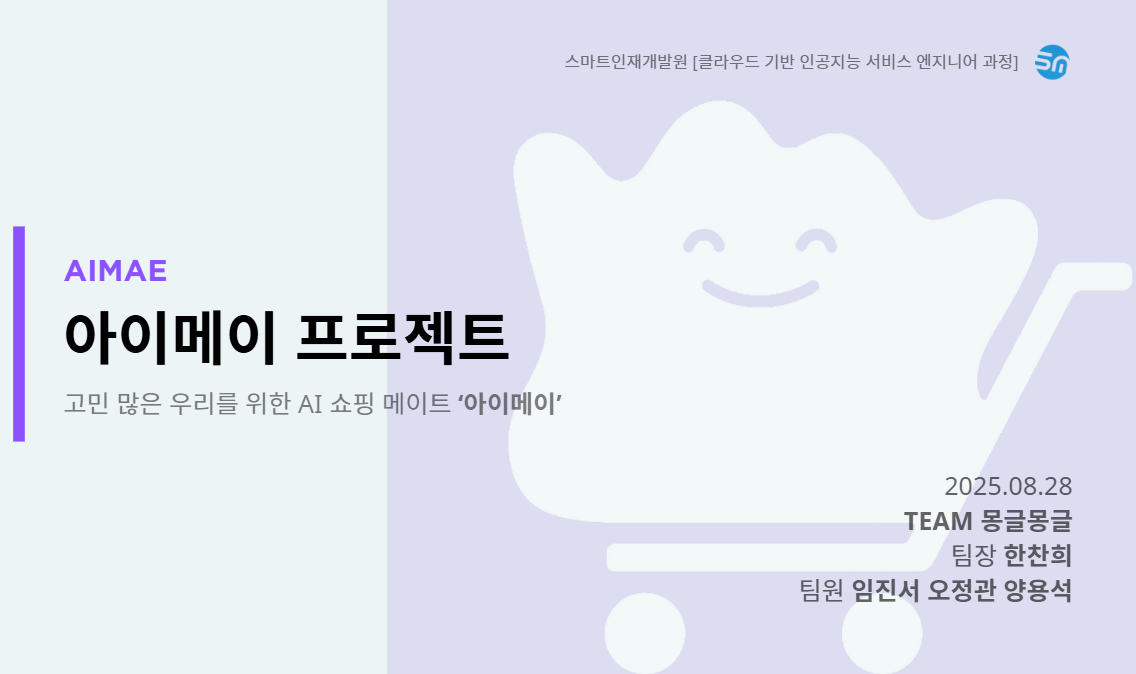 스마트인재개발원 [클라우드 기반 인공지능 서비스 엔지니어 과정]
AIMAE
아이메이 프로젝트
고민 많은 우리를 위한 AI 쇼핑 메이트 ‘아이메이’
2025.08.28
TEAM 몽글몽글
팀장 한찬희
팀원 임진서 오정관 양용석